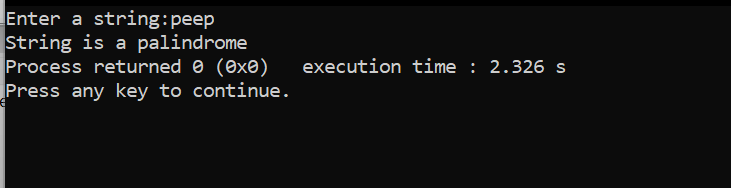 Enter a string:peep
String is a palindrome
Process returned 0 (0x0)   execution time : 2.326 s
Press any key to continue.